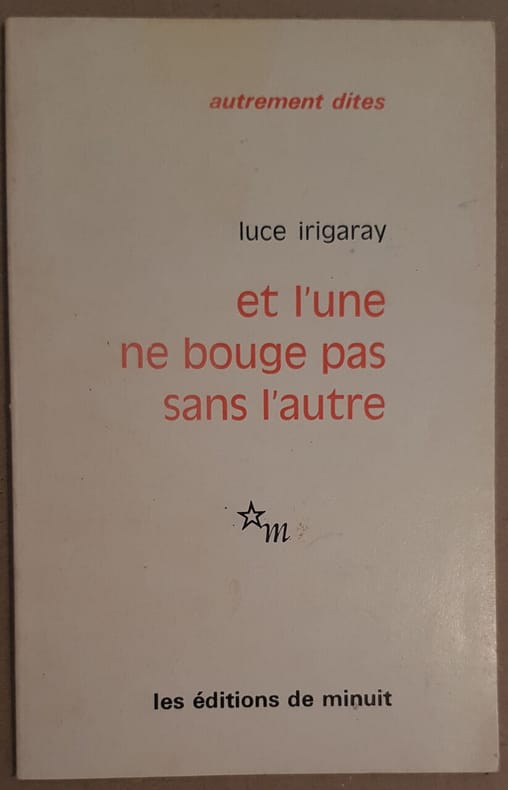 autrement dites
luce irigaray
et l'une
ne bouge pas
sans l'autre
m
les éditions de minuit